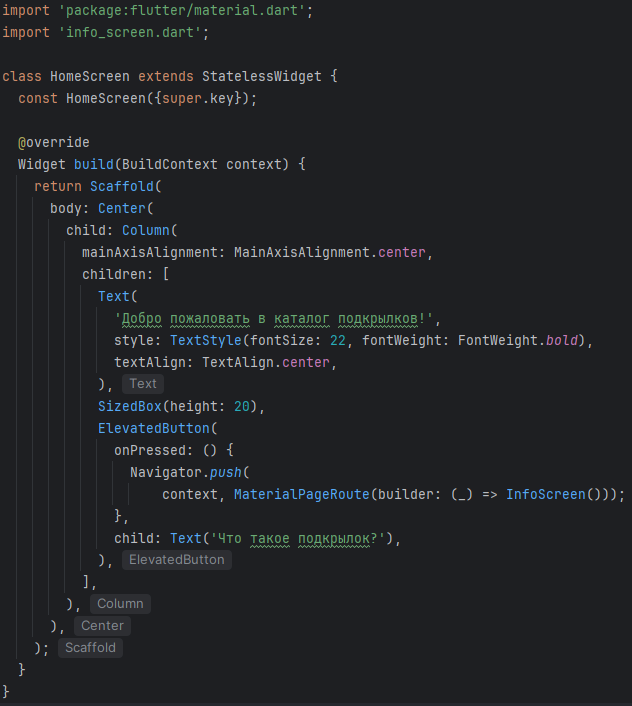 import 'package:flutter/material.dart';
import 'info_screen.dart';

class HomeScreen extends StatelessWidget {
  const HomeScreen({super.key});

  @override
  Widget build(BuildContext context) {
    return Scaffold(
      body: Center(
        child: Column(
          mainAxisAlignment: MainAxisAlignment.center,
          children: [
            Text(
              'Добро пожаловать в каталог подкрылков!',
              style: TextStyle(fontSize: 22, fontWeight: FontWeight.bold),
              textAlign: TextAlign.center,
            ), Text
            SizedBox(height: 20),
            ElevatedButton(
              onPressed: () {
                Navigator.push(
                    context, MaterialPageRoute(builder: (_) => InfoScreen()));
              },
              child: Text('Что такое подкрылок?'),
            ), ElevatedButton
          ],
        ), Column
      ), Center
    ); Scaffold
  }
}